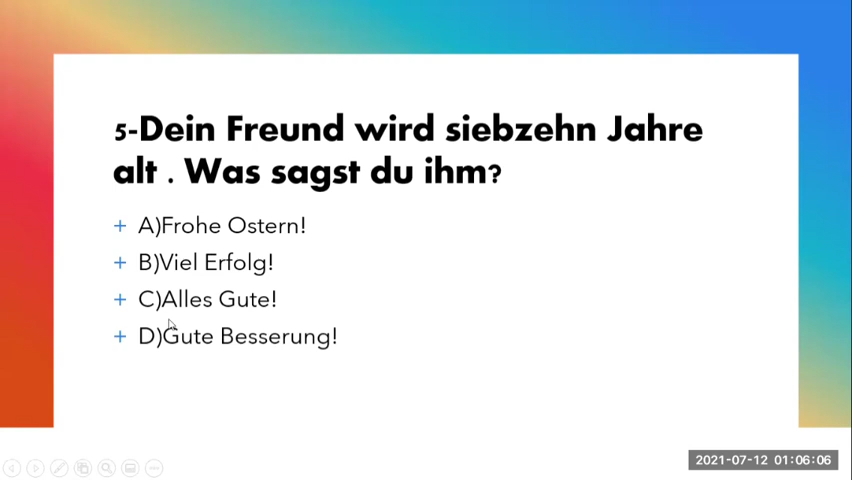 5-Dein Freund wird siebzehn Jahre
alt . Was sagst du ihm?
+ A)Frohe Ostern!
+ B)Viel Erfolg!
+ C)Alles Gute!
+ D)Gute Besserung!
2021-07-12 01:06:06